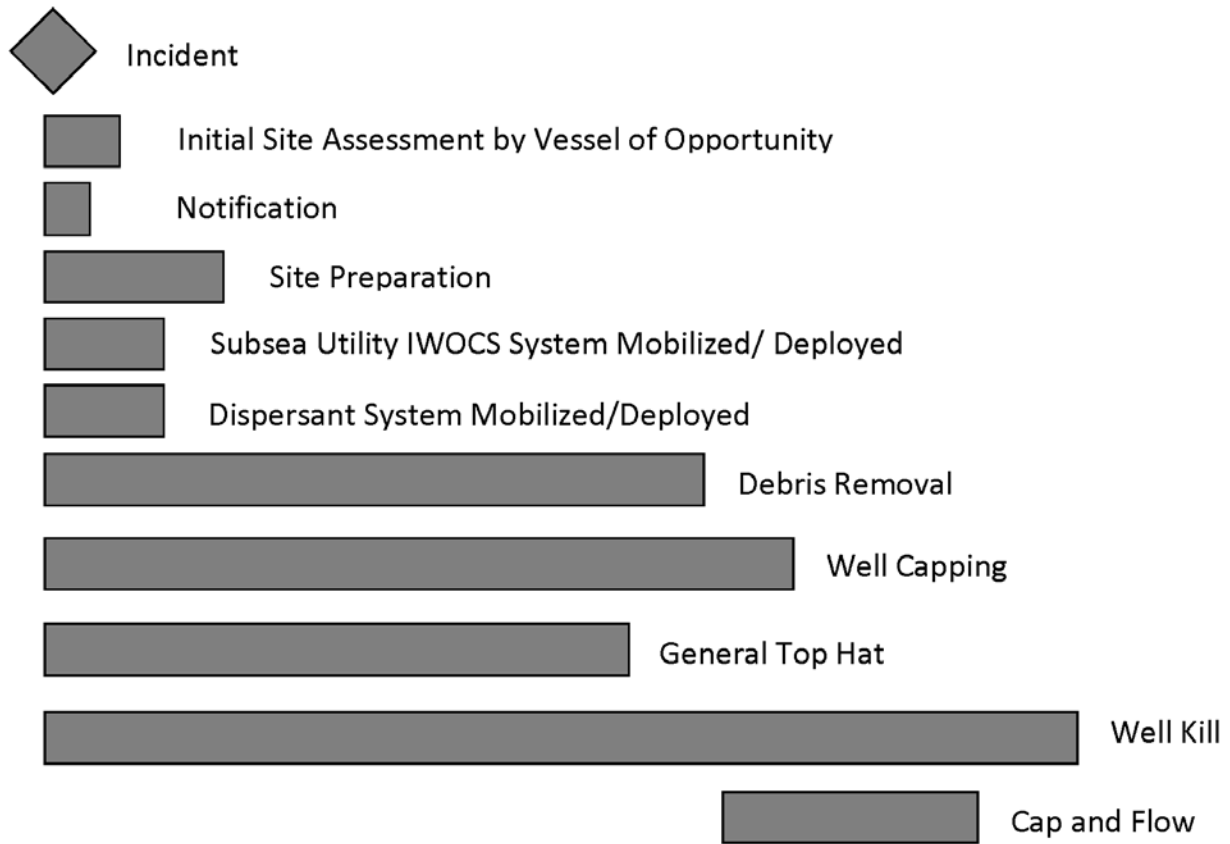 Incident
Initial Site Assessment by Vessel of Opportunity
Notification
Site Preparation
Subsea Utility IWOCS System Mobilized/ Deployed
Dispersant System Mobilized/Deployed
Debris Removal
Well Capping
General Top Hat
Well Kill
Cap and Flow